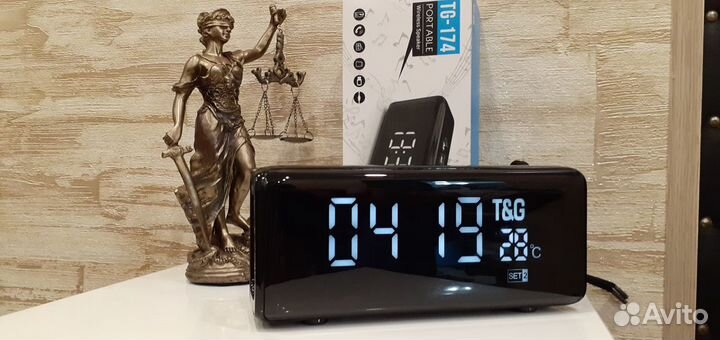 TG-174
PORTABLE
Wireless Speaker
04 19
T&G
28°C
SET2
Avito